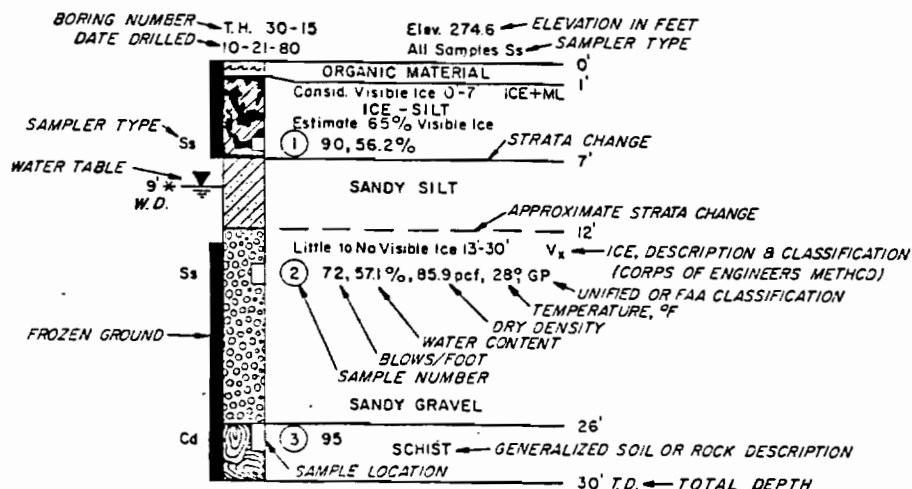 BORING NUMBER T.H. 30-15 Elev. 274.6 ELEVATION IN FEET
DATE DRILLED 10-21-80 All Samples Ss SAMPLER TYPE
0'
ORGANIC MATERIAL
1'
Consid. Visible Ice 0-7' ICE+ML
ICE-SILT
Estimate 65% Visible Ice
SAMPLER TYPE Ss 1 90, 56.2% STRATA CHANGE
7'
WATER TABLE
9' * SANDY SILT
W.D.
APPROXIMATE STRATA CHANGE
12'
Little to No Visible Ice 13'-30' Vx ICE, DESCRIPTION & CLASSIFICATION
(CORPS OF ENGINEERS METHOD)
Ss 2 72, 57.1%, 85.9 pcf, 28°, GP
UNIFIED OR FAA CLASSIFICATION
TEMPERATURE, °F
DRY DENSITY
FROZEN GROUND WATER CONTENT
BLOWS/FOOT
SAMPLE NUMBER
SANDY GRAVEL
26'
Cd 3 95
SCHIST GENERALIZED SOIL OR ROCK DESCRIPTION
SAMPLE LOCATION
30' T.D. TOTAL DEPTH